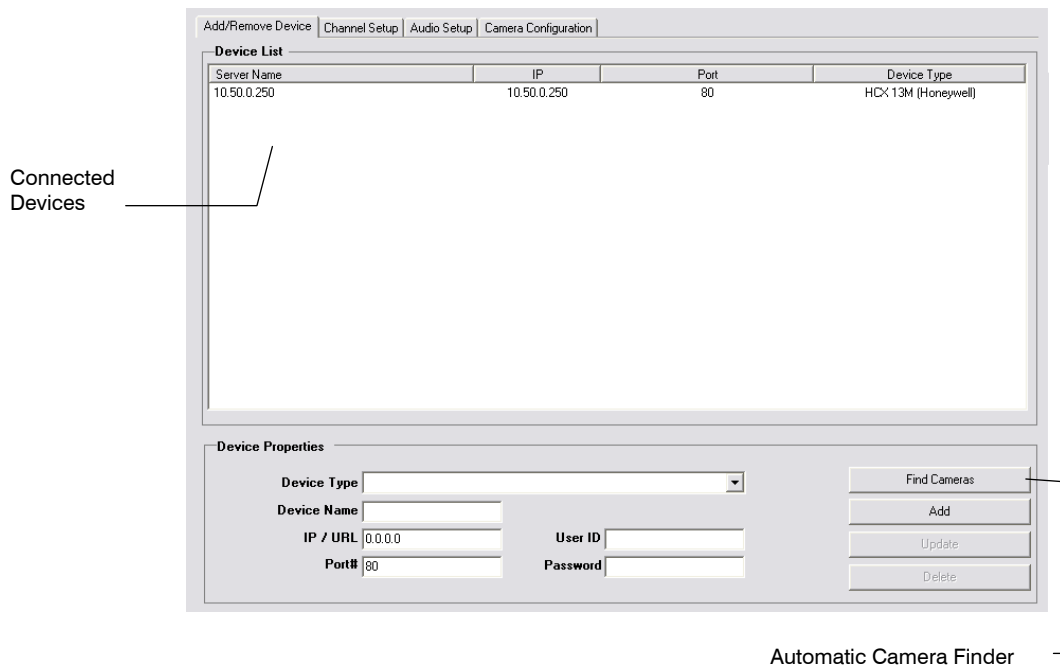 Add/Remove Device Channel Setup Audio Setup Camera Configuration
Device List
Server Name IP Port Device Type
10.50.0.250 10.50.0.250 80 HCX 13M (Honeywell)
Connected
Devices
Device Properties
Device Type
Find Cameras
Device Name
Add
IP / URL 0.0.0.0 User ID
Update
Port# 80 Password
Delete
Automatic Camera Finder